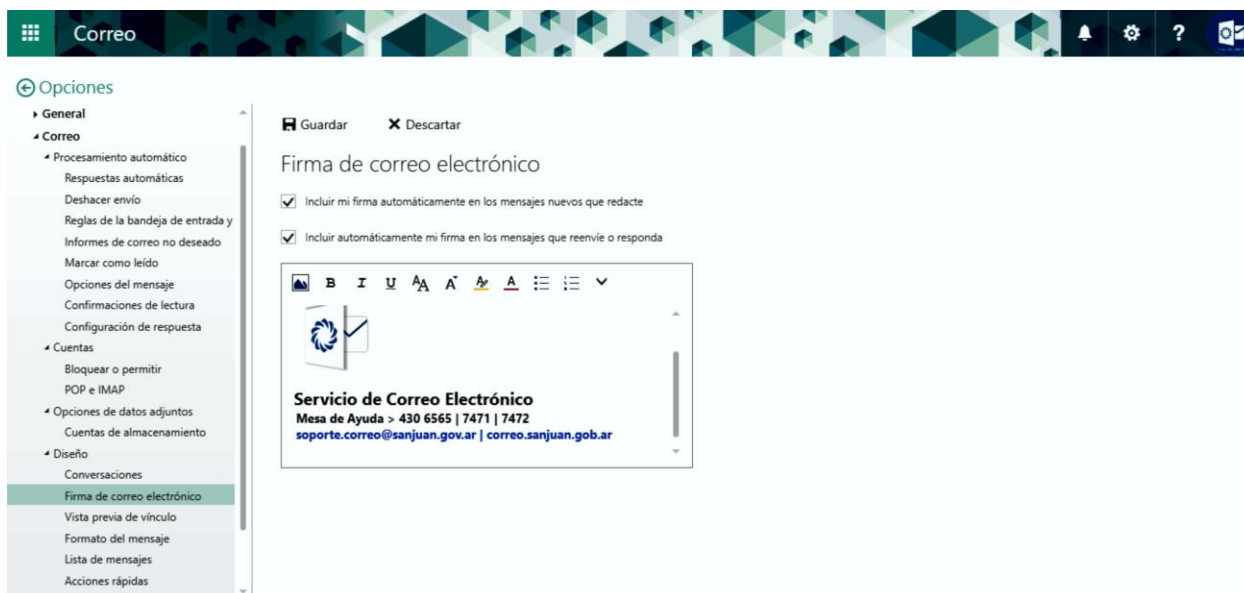 Correo
Opciones
General
Correo
Procesamiento automático
Respuestas automáticas
Deshacer envío
Reglas de la bandeja de entrada y
Informes de correo no deseado
Marcar como leído
Opciones del mensaje
Confirmaciones de lectura
Configuración de respuesta
Cuentas
Bloquear o permitir
POP e IMAP
Opciones de datos adjuntos
Cuentas de almacenamiento
Diseño
Conversaciones
Firma de correo electrónico
Vista previa de vínculo
Formato del mensaje
Lista de mensajes
Acciones rápidas
Guardar Descartar
Firma de correo electrónico
Incluir mi firma automáticamente en los mensajes nuevos que redacte
Incluir automáticamente mi firma en los mensajes que reenvíe o responda
Servicio de Correo Electrónico
Mesa de Ayuda > 430 6565 | 7471 | 7472
soporte.correo@sanjuan.gov.ar | correo.sanjuan.gob.ar